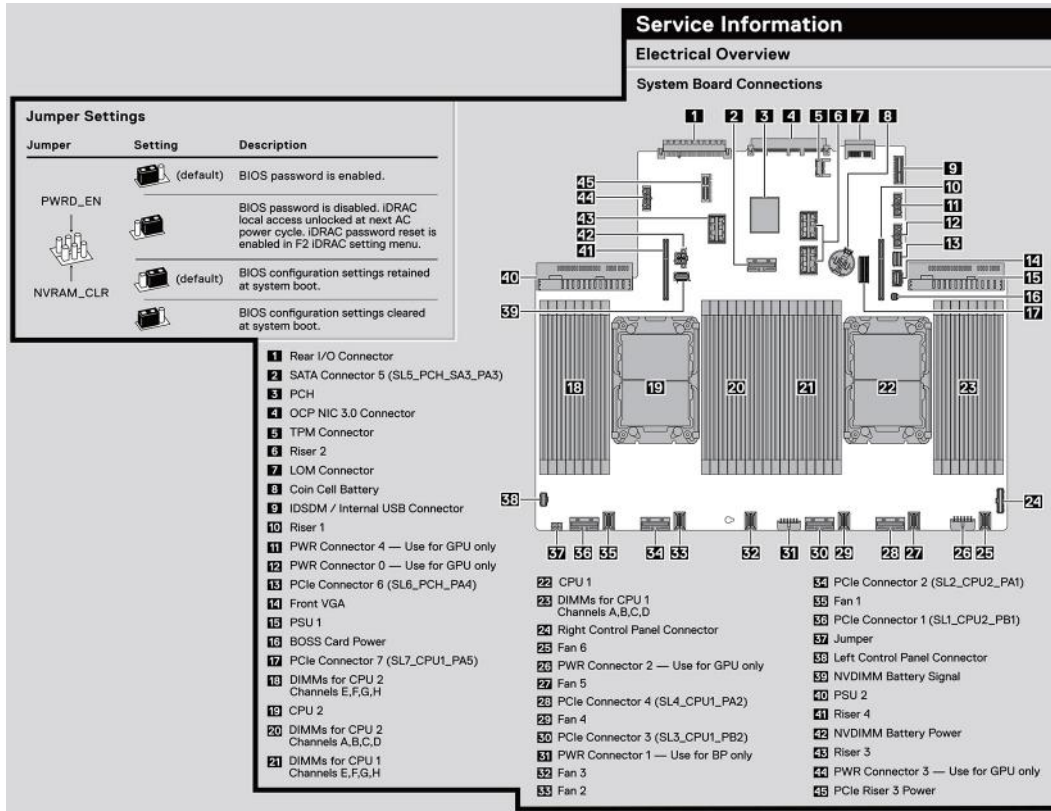 Service Information
Electrical Overview
System Board Connections
Jumper Settings
Jumper Setting Description
PWRD_EN
NVRAM_CLR
(default) BIOS password is enabled.
BIOS password is disabled. iDRAC
local access unlocked at next AC
power cycle. iDRAC password reset is
enabled in F2 iDRAC setting menu.
(default) BIOS configuration settings retained
at system boot.
BIOS configuration settings cleared
at system boot.
1 2 3 4 5 6 7 8
45
44
43
42
41
40
39
9
10
11
12
13
14
15
16
17
18 19 20 21 22 23
38
24
37 36 35 34 33 32 31 30 29 28 27 26 25
1 Rear I/O Connector
2 SATA Connector 5 (SL5_PCH_SA3_PA3)
3 PCH
4 OCP NIC 3.0 Connector
5 TPM Connector
6 Riser 2
7 LOM Connector
8 Coin Cell Battery
9 IDSDM / Internal USB Connector
10 Riser 1
11 PWR Connector 4 — Use for GPU only
12 PWR Connector 0 — Use for GPU only
13 PCIe Connector 6 (SL6_PCH_PA4)
14 Front VGA
15 PSU 1
16 BOSS Card Power
17 PCIe Connector 7 (SL7_CPU1_PA5)
18 DIMMs for CPU 2
Channels E,F,G,H
19 CPU 2
20 DIMMs for CPU 2
Channels A,B,C,D
21 DIMMs for CPU 1
Channels E,F,G,H
22 CPU 1
23 DIMMs for CPU 1
Channels A,B,C,D
24 Right Control Panel Connector
25 Fan 6
26 PWR Connector 2 — Use for GPU only
27 Fan 5
28 PCIe Connector 4 (SL4_CPU1_PA2)
29 Fan 4
30 PCIe Connector 3 (SL3_CPU1_PB2)
31 PWR Connector 1 — Use for BP only
32 Fan 3
33 Fan 2
34 PCIe Connector 2 (SL2_CPU2_PA1)
35 Fan 1
36 PCIe Connector 1 (SL1_CPU2_PB1)
37 Jumper
38 Left Control Panel Connector
39 NVDIMM Battery Signal
40 PSU 2
41 Riser 4
42 NVDIMM Battery Power
43 Riser 3
44 PWR Connector 3 — Use for GPU only
45 PCIe Riser 3 Power